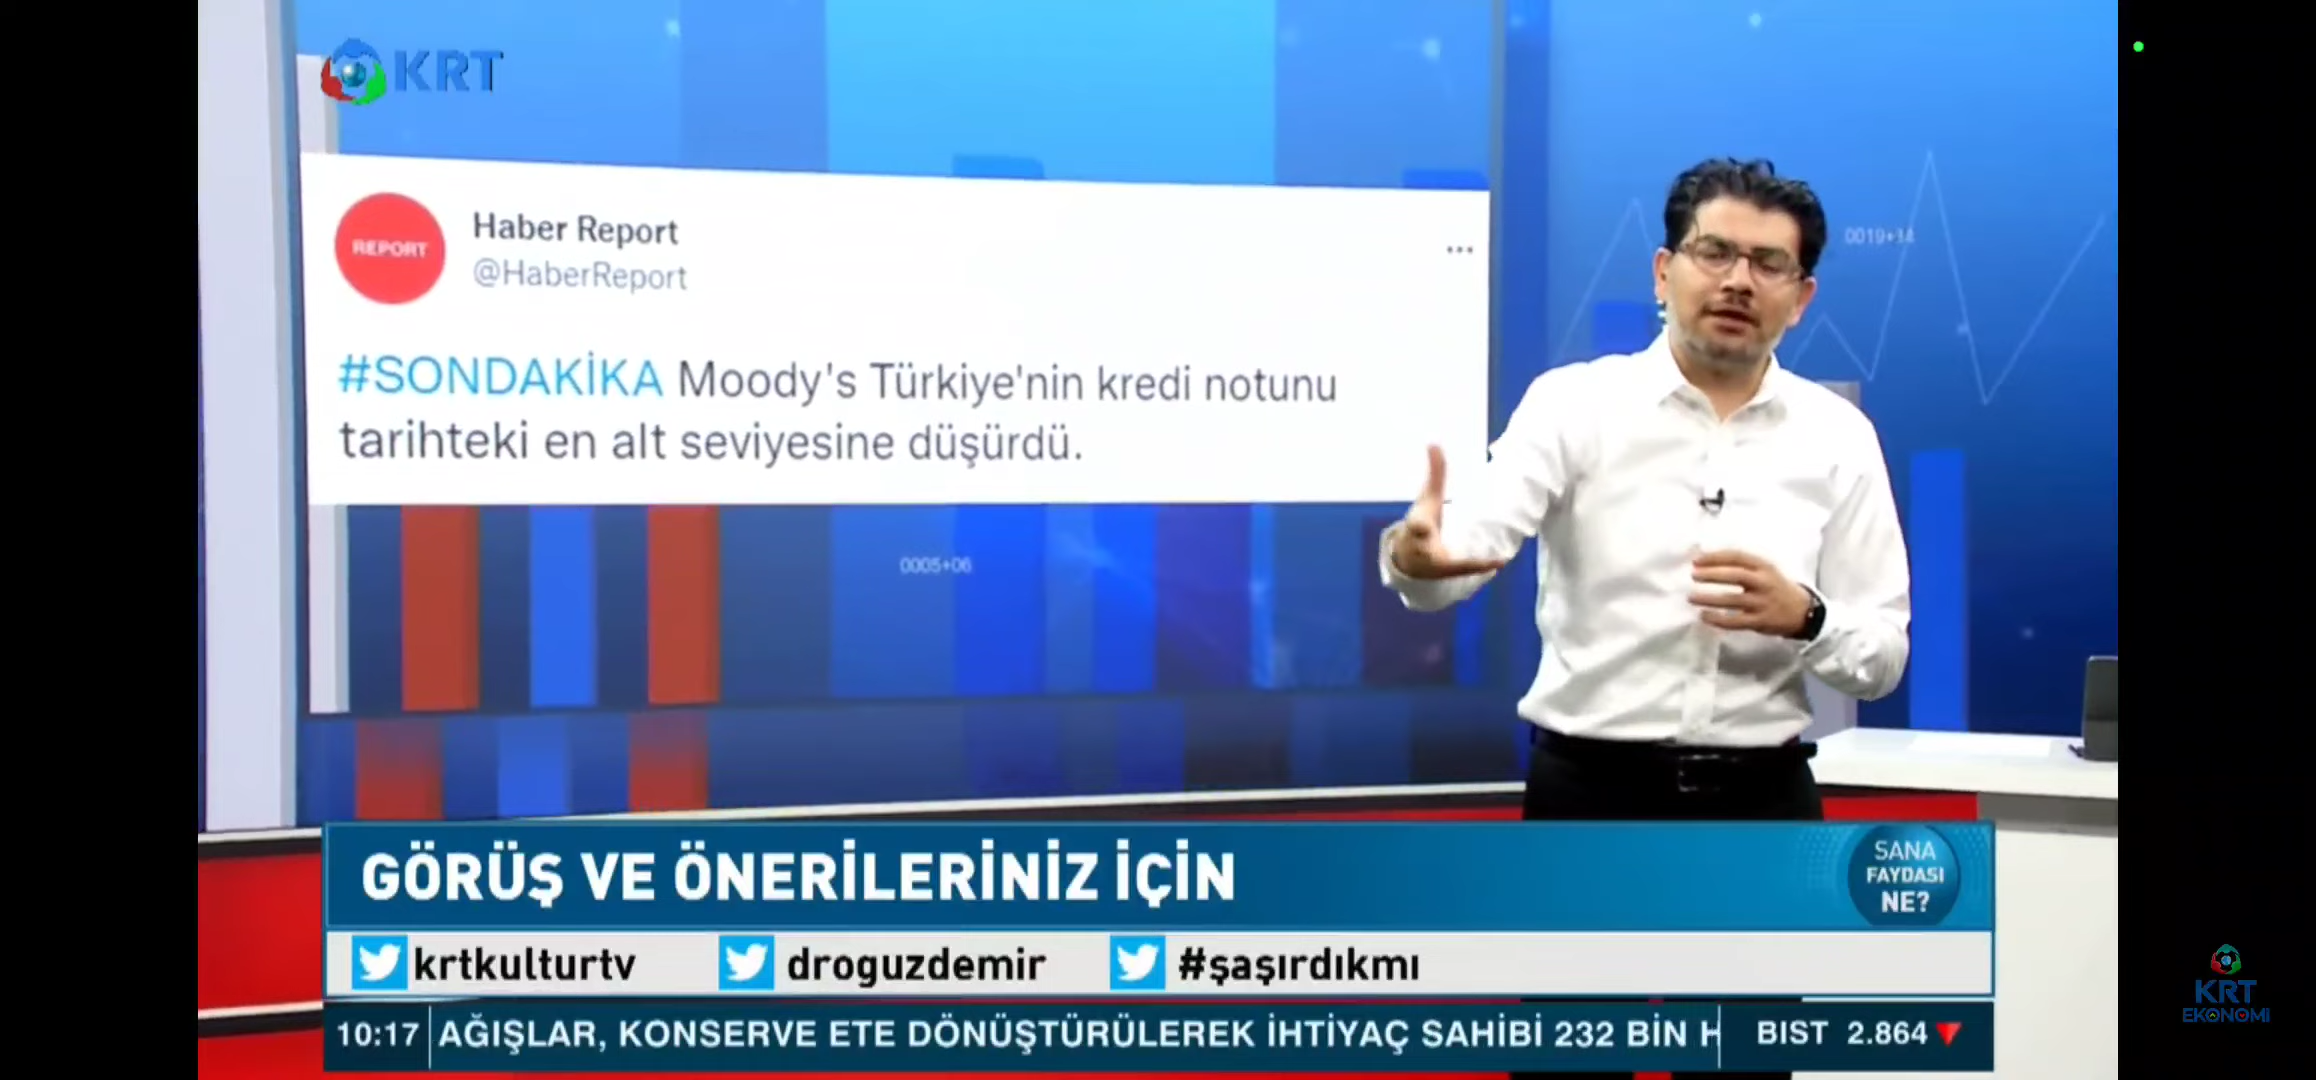 KRT
REPORT
Haber Report
@HaberReport
...
#SONDAKİKA Moody's Türkiye'nin kredi notunu
tarihteki en alt seviyesine düşürdü.
0019+14
0005+06
GÖRÜŞ VE ÖNERİLERİNİZ İÇİN
SANA
FAYDASI
NE?
krtkulturtv
droguzdemir
#şaşırdıkmı
10:17
AĞIŞLAR, KONSERVE ETE DÖNÜŞTÜRÜLEREK İHTİYAÇ SAHİBİ 232 BİN H
BIST 2.864
KRT
EKONOMİ